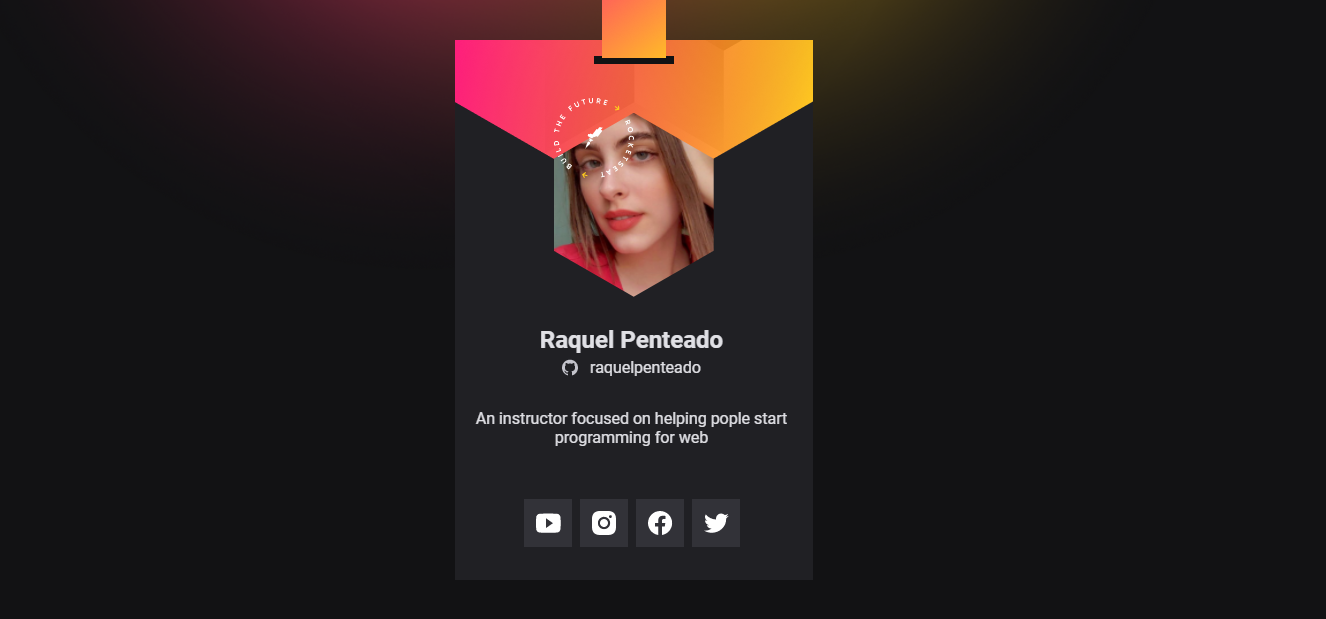 BUILD THE FUTURE
ROCKETSEAT
Raquel Penteado
raquelpenteado
An instructor focused on helping pople start
programming for web